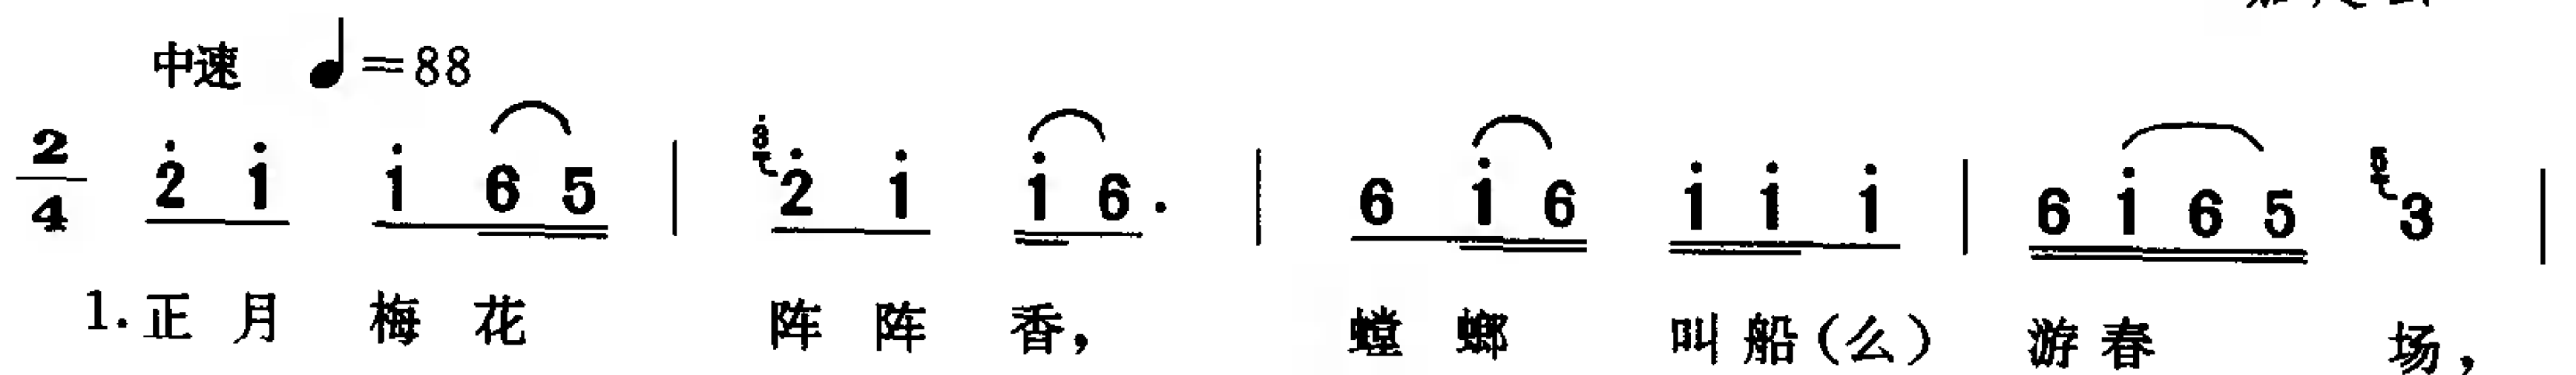 中速 ♩=88
2/4 2̇ 1̇ 1̇ 6 5 | 3̇ 2̇ 1̇ 1̇ 6. | 6 1̇ 6 1̇ 1̇ 1̇ | 6 1̇ 6 5 5 3 |
1.正月 梅花 阵阵 香， 螳螂 叫船(么) 游春 场，